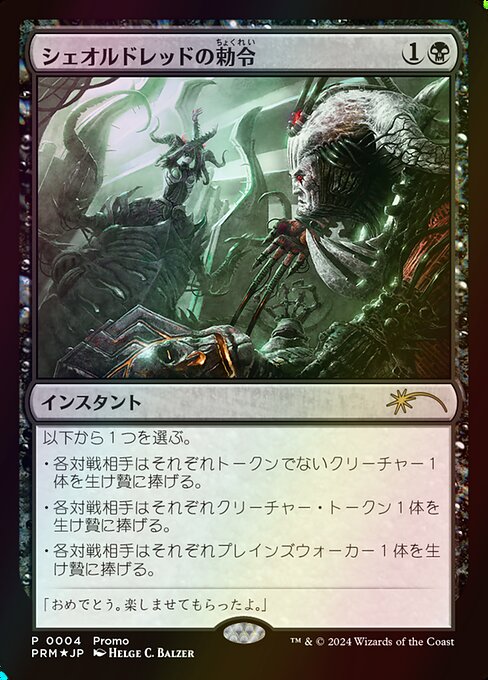 シェオルドレッドの勅令 1
ちょくれい
インスタント
以下から１つを選ぶ。
・各対戦相手はそれぞれトークンでないクリーチャー１
体を生け贄に捧げる。
・各対戦相手はそれぞれクリーチャー・トークン１体を
生け贄に捧げる。
・各対戦相手はそれぞれプレインズウォーカー１体を生
け贄に捧げる。
「おめでとう。楽しませてもらったよ。」
P 0004 Promo
PRM★JP HELGE C. BALZER
™ & © 2024 Wizards of the Coast